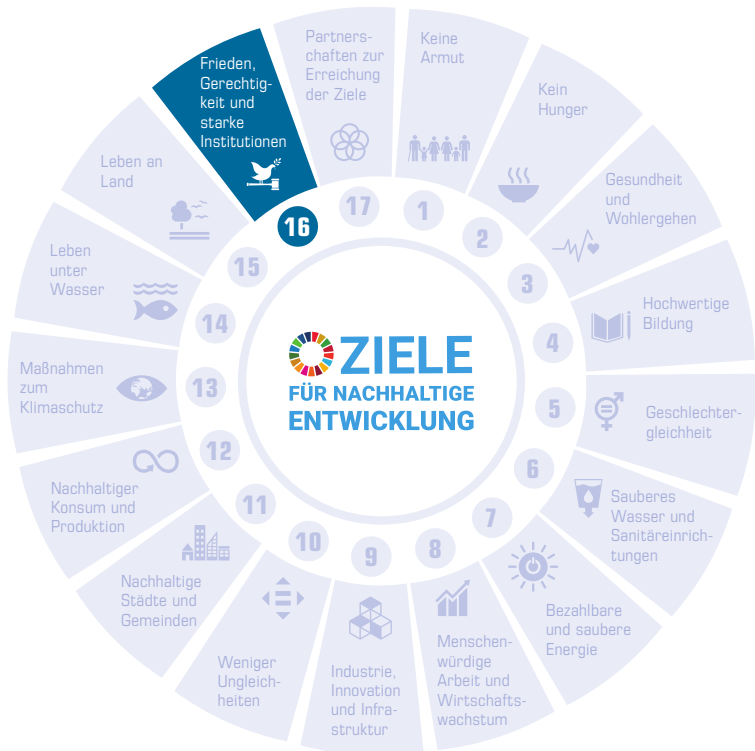 Keine
Armut
1
Kein
Hunger
2
Gesundheit
und
Wohlergehen
3
Hochwertige
Bildung
4
Geschlechter-
gleichheit
5
Sauberes
Wasser und
Sanitäreinrich-
tungen
6
Bezahlbare
und saubere
Energie
7
Menschen-
würdige
Arbeit und
Wirtschafts-
wachstum
8
Industrie,
Innovation
und Infra-
struktur
9
Weniger
Ungleich-
heiten
10
Nachhaltige
Städte und
Gemeinden
11
Nachhaltiger
Konsum und
Produktion
12
Maßnahmen
zum
Klimaschutz
13
Leben
unter
Wasser
14
Leben an
Land
15
Frieden,
Gerechtig-
keit und
starke
Institutionen
16
Partners-
chaften zur
Erreichung
der Ziele
17
ZIELE
FÜR NACHHALTIGE
ENTWICKLUNG